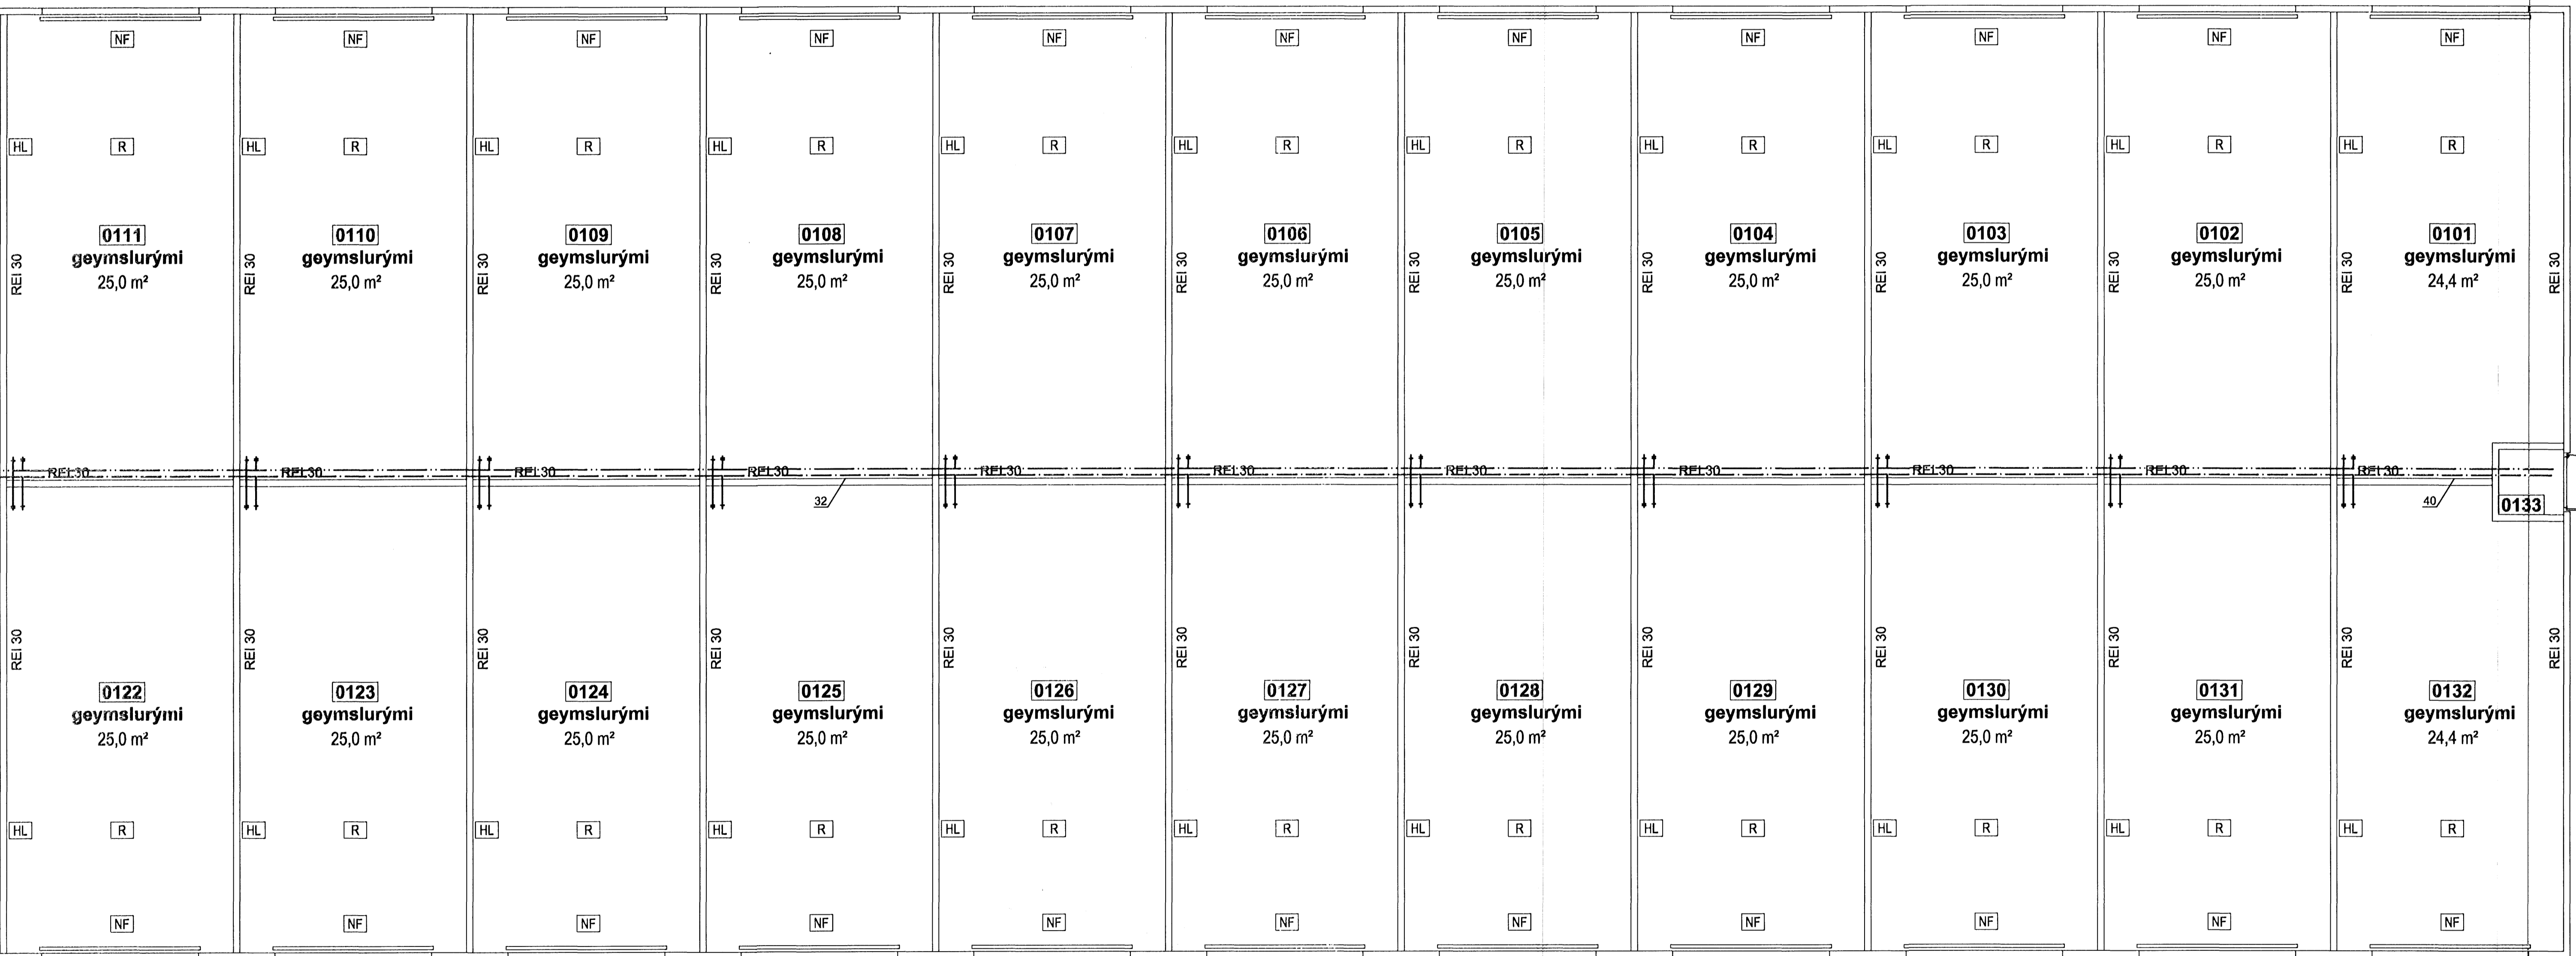 NF NF NF NF NF NF NF NF NF NF NF
HL R HL R HL R HL R HL R HL R HL R HL R HL R HL R HL R
0111 0110 0109 0108 0107 0106 0105 0104 0103 0102 0101
geymslurými geymslurými geymslurými geymslurými geymslurými geymslurými geymslurými geymslurými geymslurými geymslurými geymslurými
25,0 m² 25,0 m² 25,0 m² 25,0 m² 25,0 m² 25,0 m² 25,0 m² 25,0 m² 25,0 m² 25,0 m² 24,4 m²
REI 30 REI 30 REI 30 REI 30 REI 30 REI 30 REI 30 REI 30 REI 30 REI 30 REI 30 REI 30
REI 30 REI 30 REI 30 REI 30 REI 30 REI 30 REI 30 REI 30 REI 30 REI 30 REI 30
32 40 0133
REI 30 REI 30 REI 30 REI 30 REI 30 REI 30 REI 30 REI 30 REI 30 REI 30 REI 30 REI 30
0122 0123 0124 0125 0126 0127 0128 0129 0130 0131 0132
geymslurými geymslurými geymslurými geymslurými geymslurými geymslurými geymslurými geymslurými geymslurými geymslurými geymslurými
25,0 m² 25,0 m² 25,0 m² 25,0 m² 25,0 m² 25,0 m² 25,0 m² 25,0 m² 25,0 m² 25,0 m² 24,4 m²
HL R HL R HL R HL R HL R HL R HL R HL R HL R HL R HL R
NF NF NF NF NF NF NF NF NF NF NF